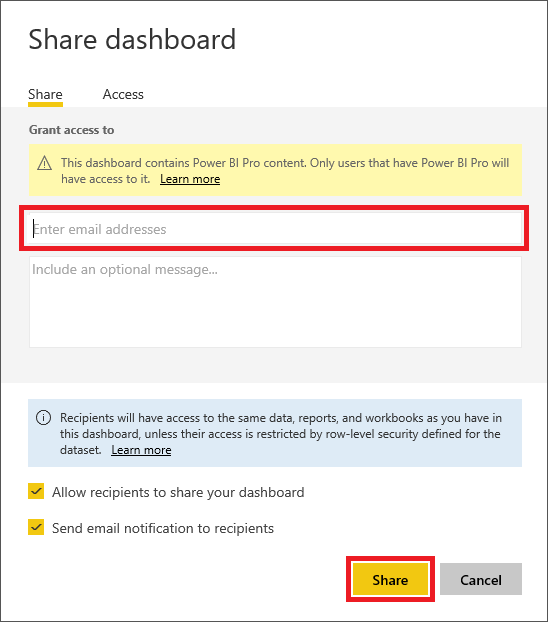 Share dashboard
Share
Access
Grant access to
This dashboard contains Power BI Pro content. Only users that have Power BI Pro will
have access to it. Learn more
Enter email addresses
Include an optional message...
Recipients will have access to the same data, reports, and workbooks as you have in
this dashboard, unless their access is restricted by row-level security defined for the
dataset. Learn more
Allow recipients to share your dashboard
Send email notification to recipients
Share
Cancel